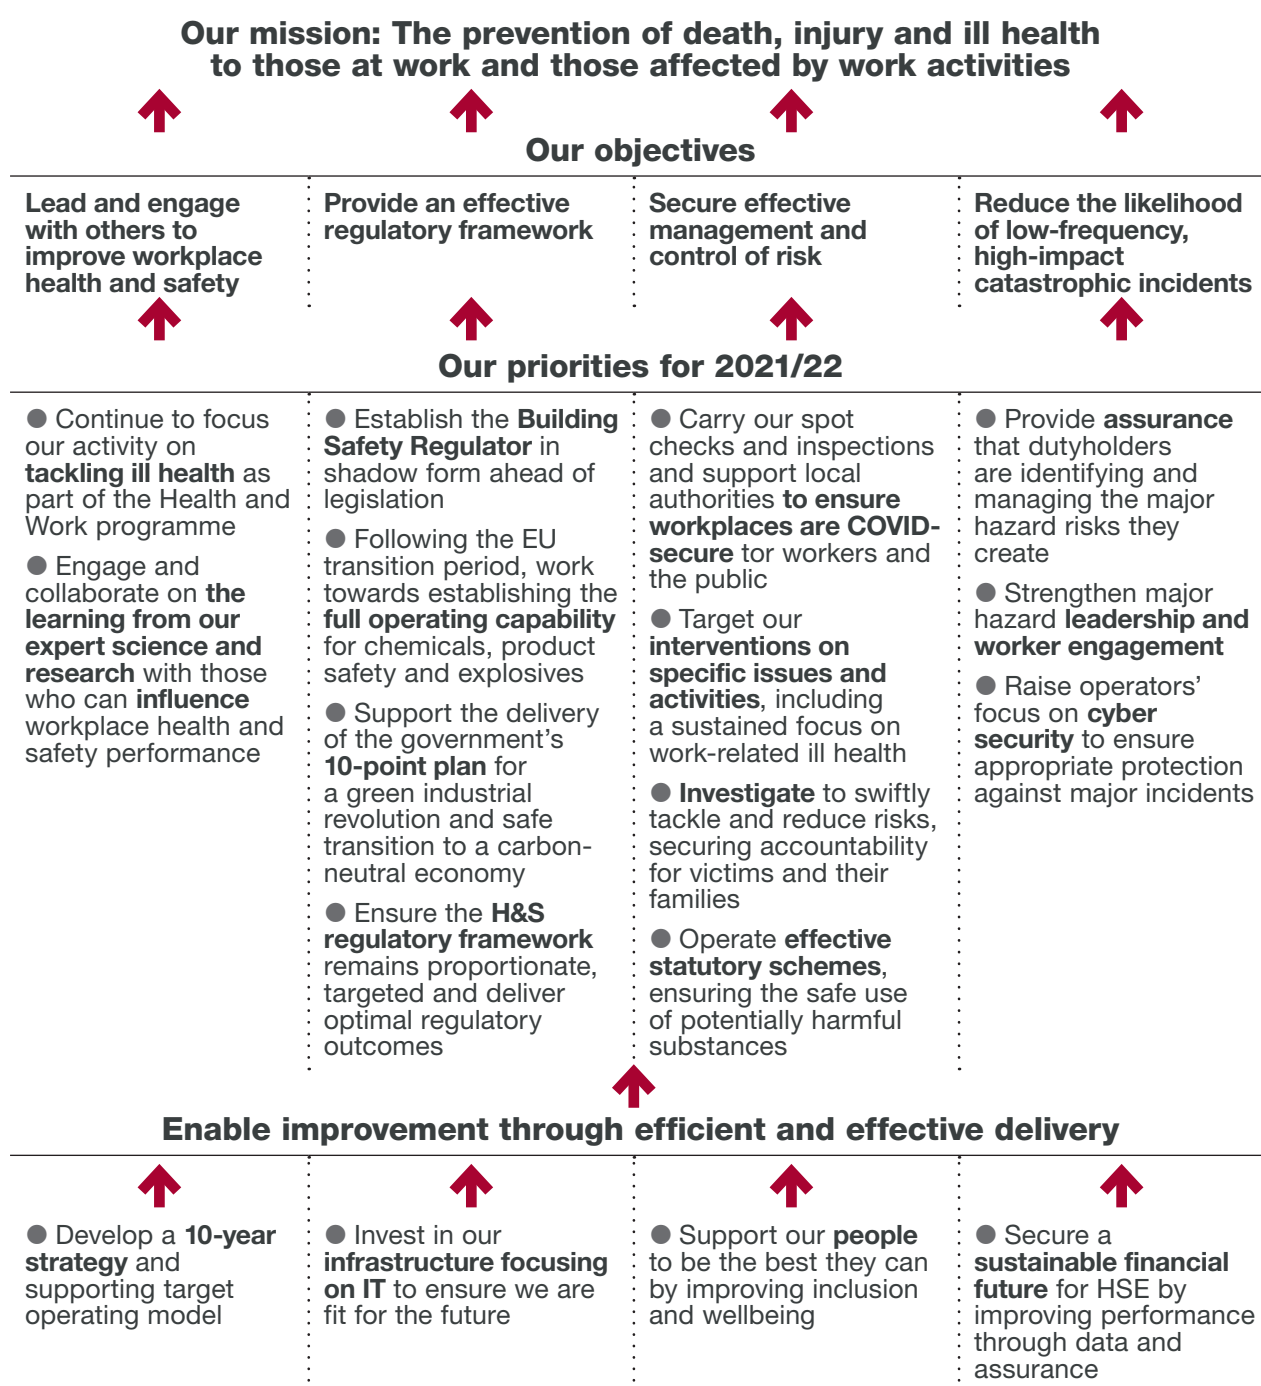 Our mission: The prevention of death, injury and ill health
to those at work and those affected by work activities
Our objectives
Lead and engage
with others to
improve workplace
health and safety
Provide an effective
regulatory framework
Secure effective
management and
control of risk
Reduce the likelihood
of low-frequency,
high-impact
catastrophic incidents
Our priorities for 2021/22
● Continue to focus
our activity on
tackling ill health as
part of the Health and
Work programme
● Engage and
collaborate on the
learning from our
expert science and
research with those
who can influence
workplace health and
safety performance
● Establish the Building
Safety Regulator in
shadow form ahead of
legislation
● Following the EU
transition period, work
towards establishing the
full operating capability
for chemicals, product
safety and explosives
● Support the delivery
of the government's
10-point plan for
a green industrial
revolution and safe
transition to a carbon-
neutral economy
● Ensure the H&S
regulatory framework
remains proportionate,
targeted and deliver
optimal regulatory
outcomes
● Carry our spot
checks and inspections
and support local
authorities to ensure
workplaces are COVID-
secure tor workers and
the public
● Target our
interventions on
specific issues and
activities, including
a sustained focus on
work-related ill health
● Investigate to swiftly
tackle and reduce risks,
securing accountability
for victims and their
families
● Operate effective
statutory schemes,
ensuring the safe use
of potentially harmful
substances
● Provide assurance
that dutyholders
are identifying and
managing the major
hazard risks they
create
● Strengthen major
hazard leadership and
worker engagement
● Raise operators'
focus on cyber
security to ensure
appropriate protection
against major incidents
Enable improvement through efficient and effective delivery
● Develop a 10-year
strategy and
supporting target
operating model
● Invest in our
infrastructure focusing
on IT to ensure we are
fit for the future
● Support our people
to be the best they can
by improving inclusion
and wellbeing
● Secure a
sustainable financial
future for HSE by
improving performance
through data and
assurance